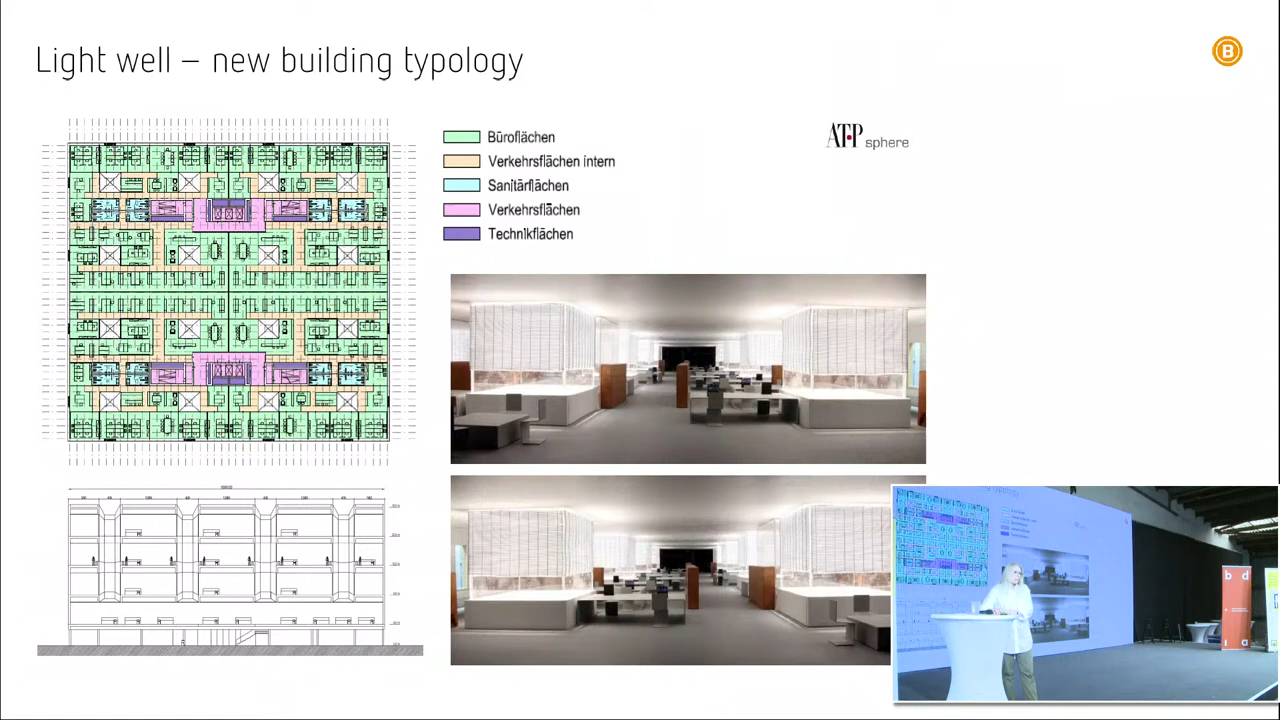 Light well – new building typology
B
Büroflächen
Verkehrsflächen intern
Sanitärflächen
Verkehrsflächen
Technikflächen
ATP sphere
b d
i a